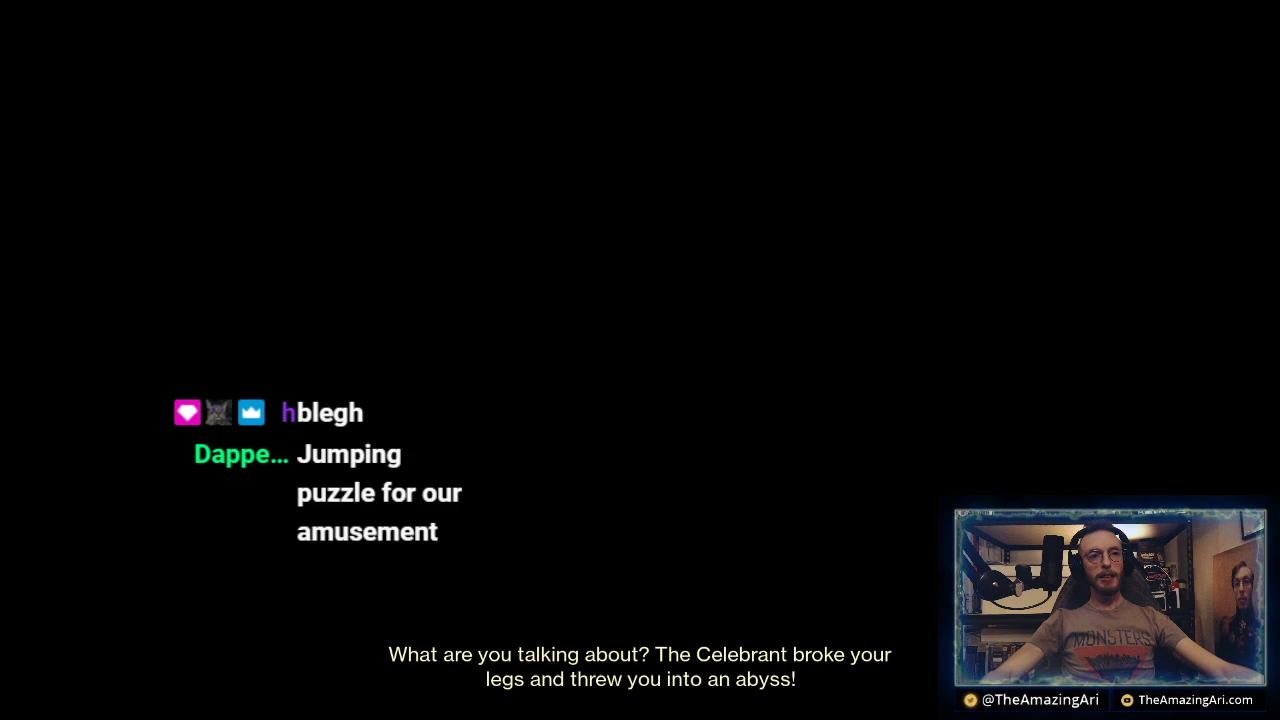 hblegh
Dappe... Jumping
puzzle for our
amusement
What are you talking about? The Celebrant broke your
legs and threw you into an abyss!
MONSTERS
@TheAmazingAri
TheAmazingAri.com